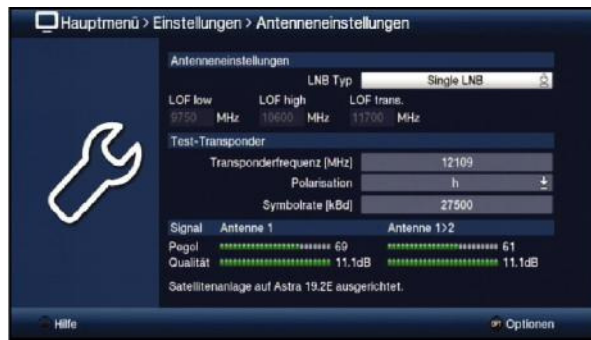 Hauptmenü > Einstellungen > Antenneneinstellungen
Antenneneinstellungen
LNB Typ Single LNB
LOF low LOF high LOF trans.
9750 MHz 10600 MHz 11700 MHz
Test-Transponder
Transponderfrequenz [MHz] 12109
Polarisation h
Symbolrate [kBd] 27500
Signal Antenne 1 Antenne 1>2
Pegel 69 61
Qualität 11.1dB 11.1dB
Satellitenanlage auf Astra 19.2E ausgerichtet.
Hilfe OPT Optionen